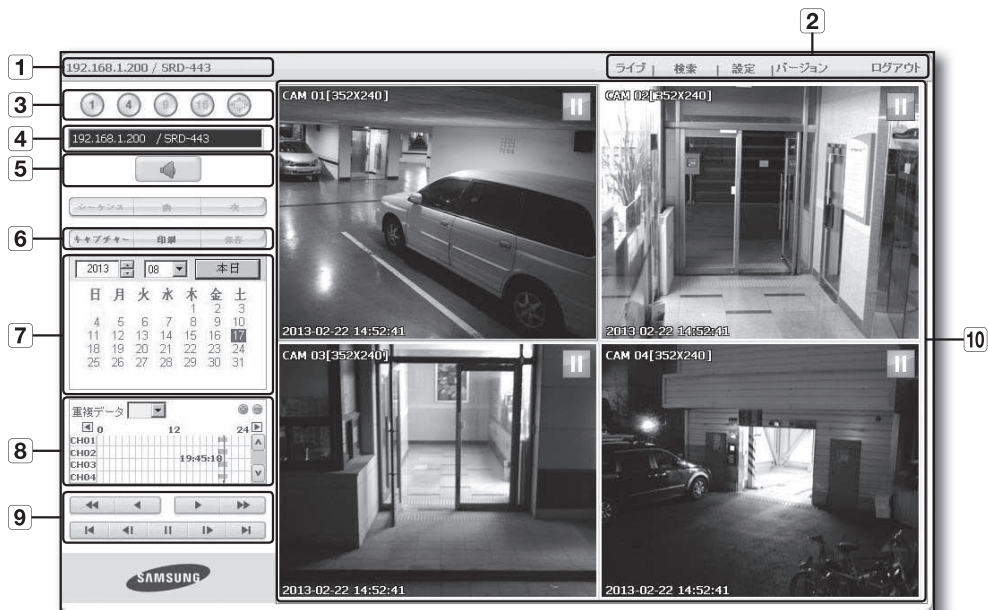 2
1
192.168.1.200 / SRD-443
ライブ | 検索 | 設定 | バージョン ログアウト
3
1 4 9 16
4
192.168.1.200 / SRD-443
5
シーケンス 前 次
6
キャプチャー 印刷 保存
7
2013 08 本日
日 月 火 水 木 金 土
1 2 3
4 5 6 7 8 9 10
11 12 13 14 15 16 17
18 19 20 21 22 23 24
25 26 27 28 29 30 31
8
重複データ
0 12 24
CH01
CH02
19:45:18
CH03
CH04
9
SAMSUNG
CAM 01[352X240]
2013-02-22 14:52:41
CAM 02[352X240]
2013-02-22 14:52:41
CAM 03[352X240]
2013-02-22 14:52:41
CAM 04[352X240]
2013-02-22 14:52:41
10